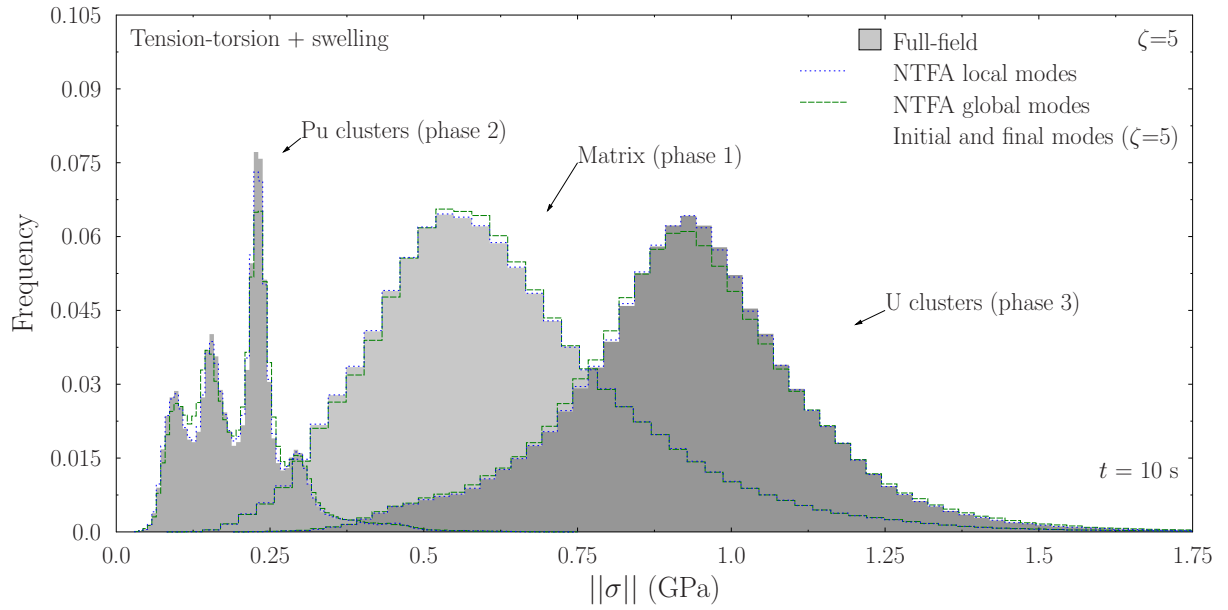 Tension-torsion + swelling
Full-field
ζ=5
NTFA local modes
NTFA global modes
Initial and final modes (ζ=5)
Pu clusters (phase 2)
Matrix (phase 1)
U clusters (phase 3)
t = 10 s
Frequency
0.105
0.09
0.075
0.06
0.045
0.03
0.015
0.0
0.0 0.25 0.5 0.75 1.0 1.25 1.5 1.75
||σ|| (GPa)